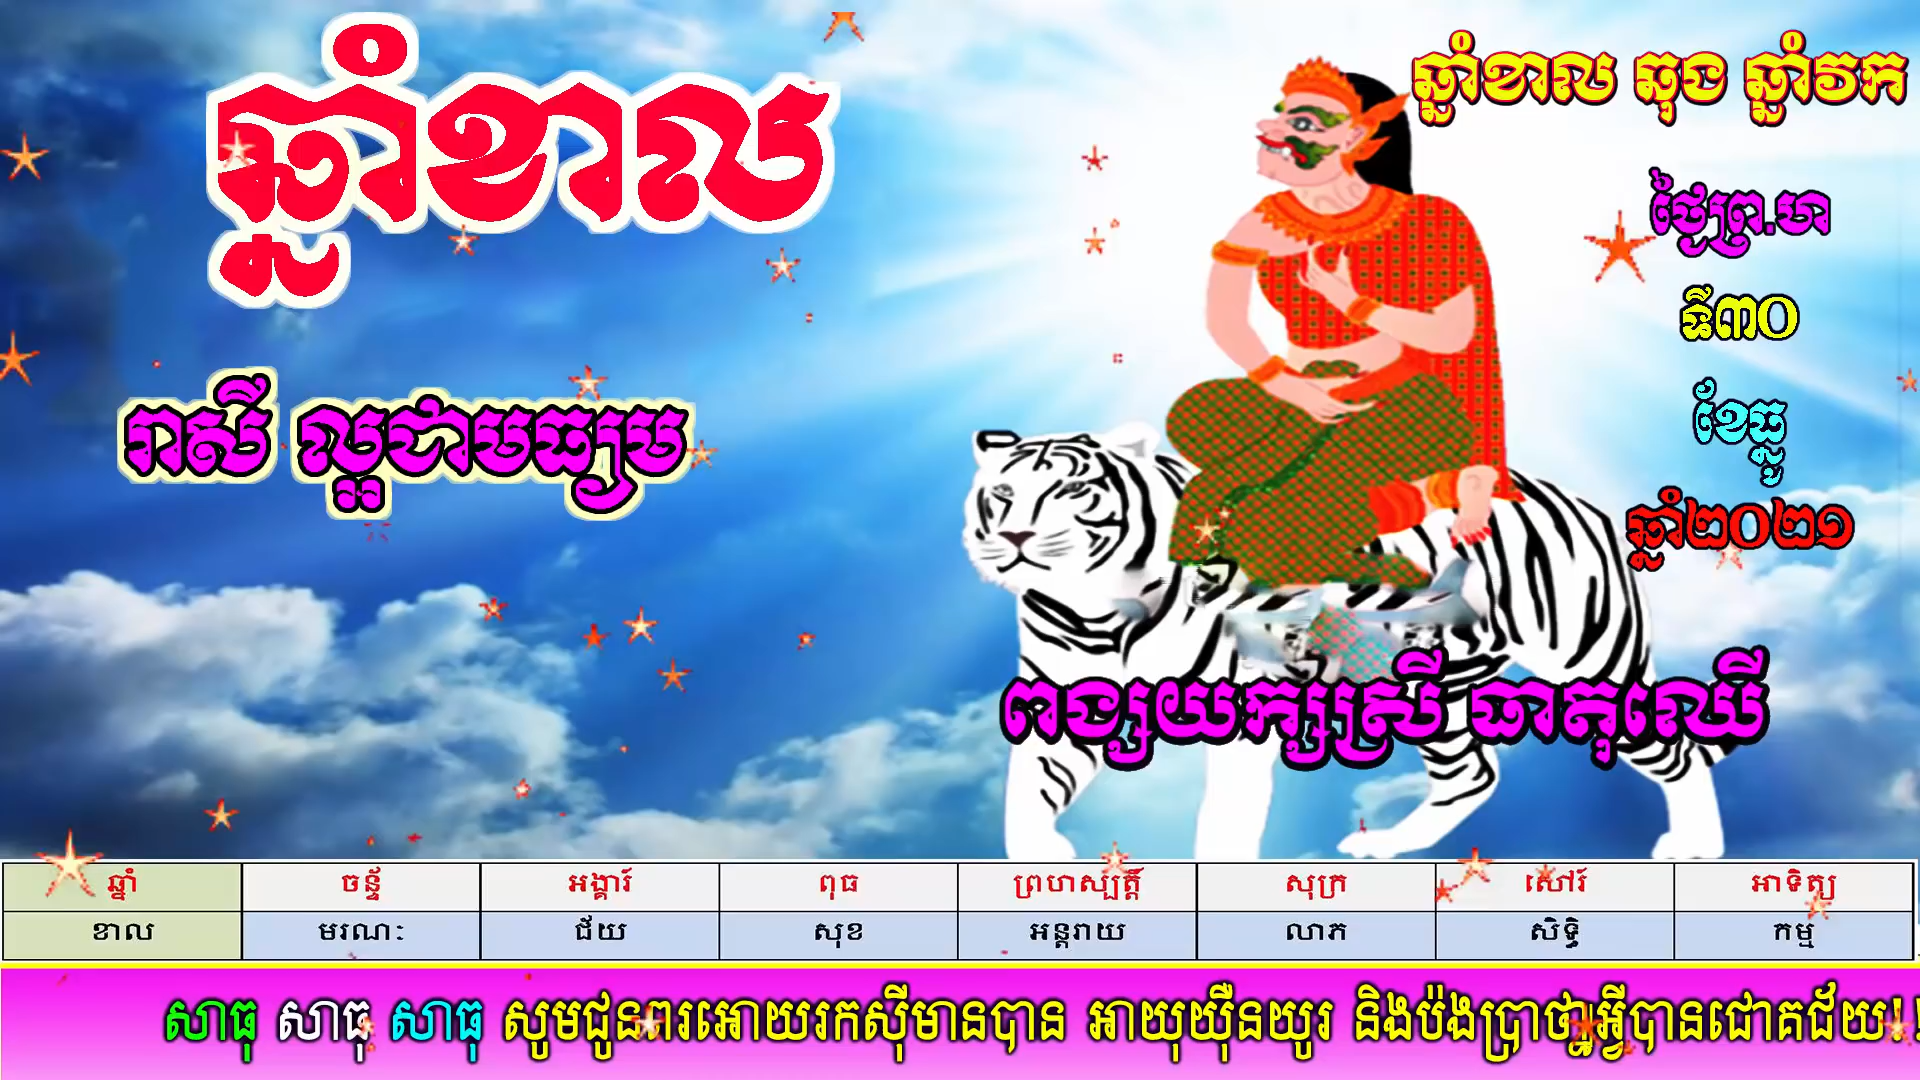 ឆ្នាំខាល
ឆ្នាំខាល ឆុង ឆ្នាំវក
ថ្ងៃព្រ.ហ
ទី៣០
ខែធ្នូ
ឆ្នាំ២០២១
រាសី ល្អជាមធ្យម
ពង្សយក្សស្រី ធាតុឈើ
ឆ្នាំ ចន្ទ័ អង្គារ៍ ពុធ ព្រហស្បត្តិ៍ សុក្រ សៅរ៍ អាទិត្យ
ខាល មរណៈ ជ័យ សុខ អន្តរាយ លាភ សិទ្ធិ កម្ម
សាធុ សាធុ សាធុ សូមជូនពរអោយរកស៊ីមានបាន អាយុយ៉ឺនយូរ និងប៉ងប្រាថ្នាអ្វីបានជោគជ័យ!